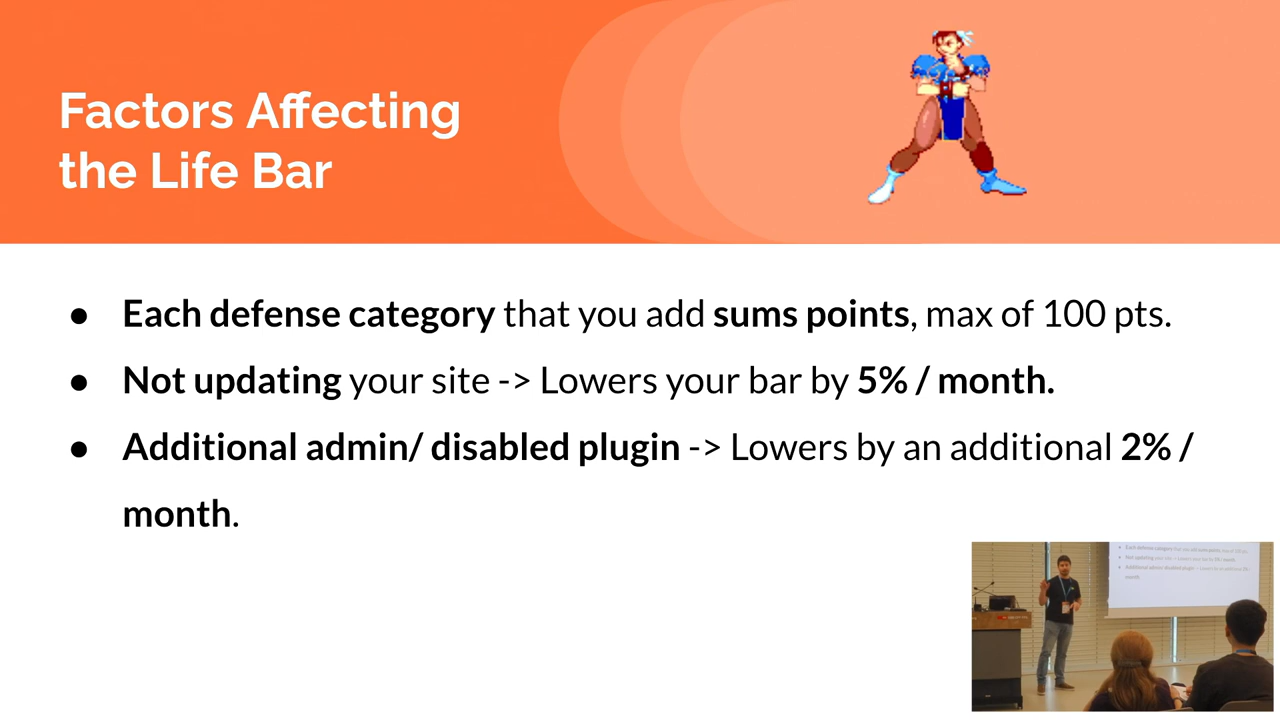 Factors Affecting
the Life Bar
● Each defense category that you add sums points, max of 100 pts.
● Not updating your site -> Lowers your bar by 5% / month.
● Additional admin/ disabled plugin -> Lowers by an additional 2% /
month.